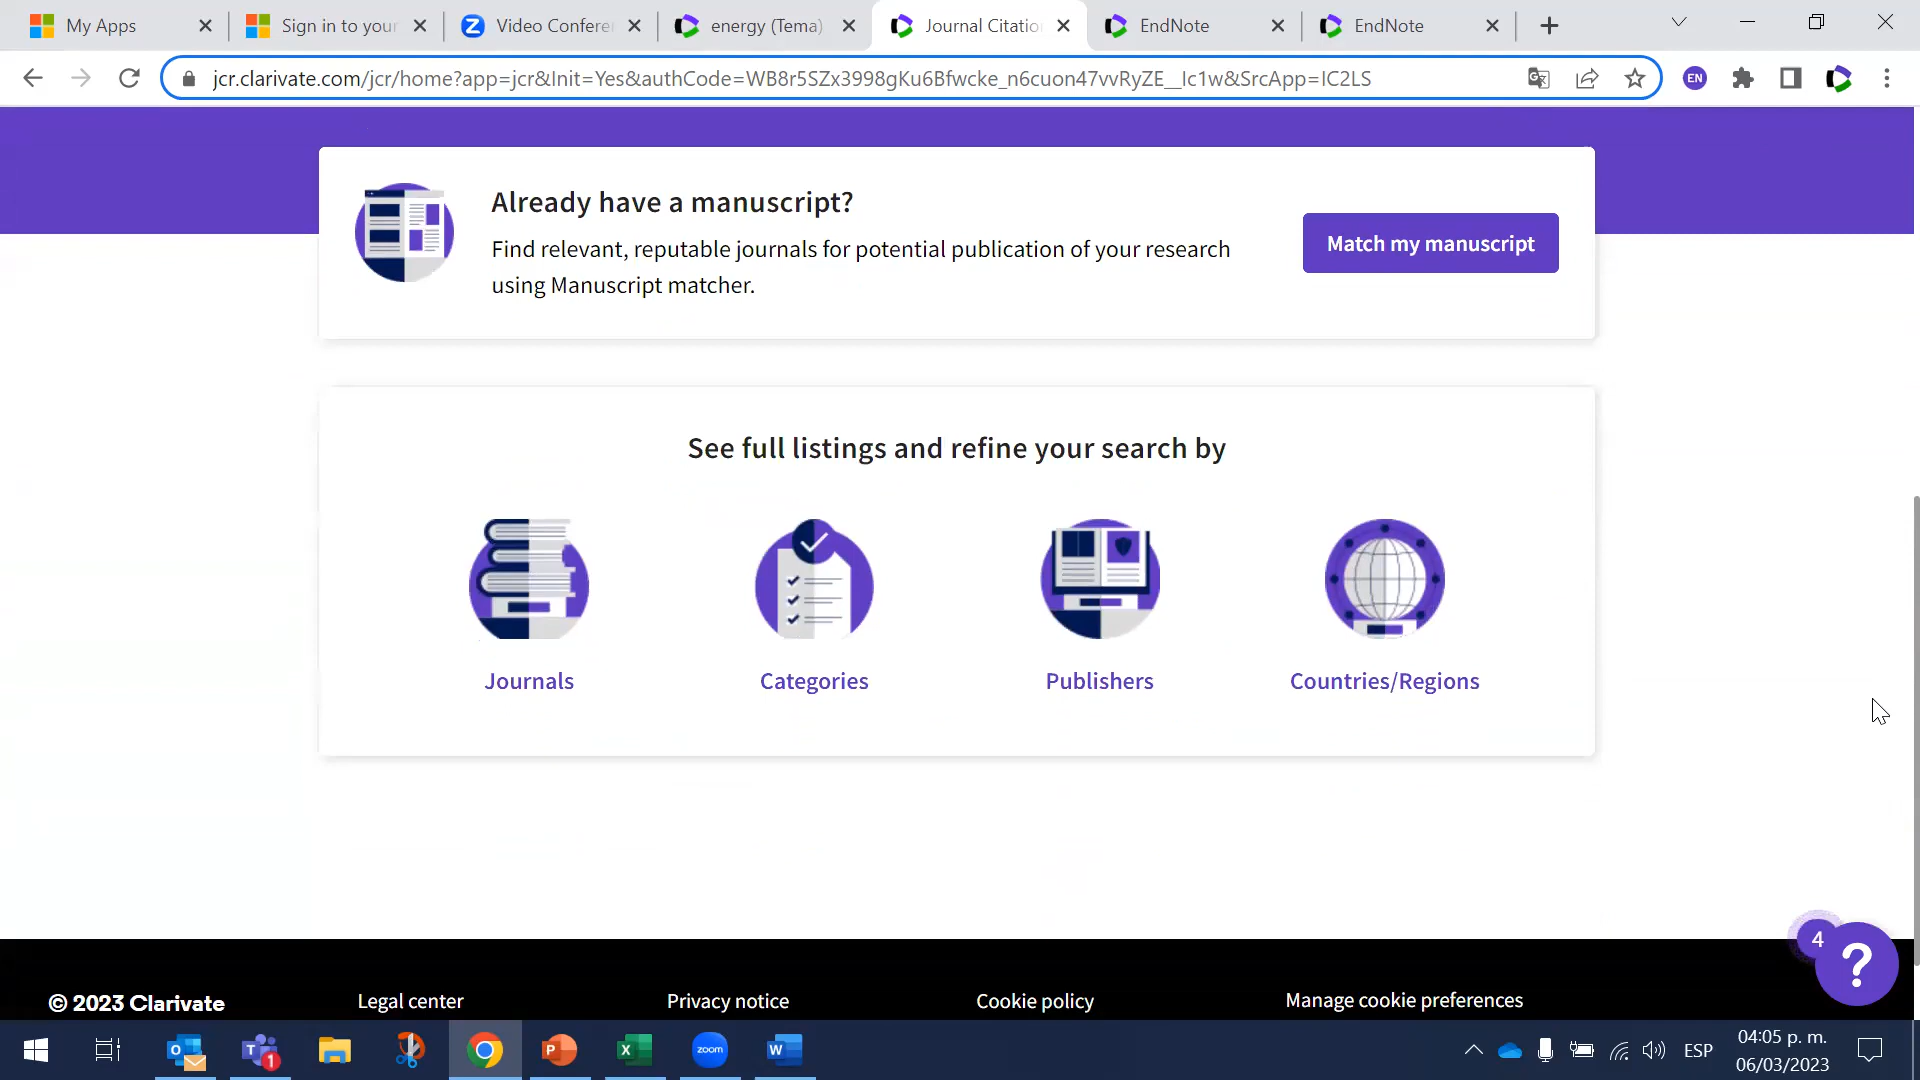 My Apps
Sign in to your
Video Confere
energy (Tema)
Journal Citatio
EndNote
EndNote
jcr.clarivate.com/jcr/home?app=jcr&Init=Yes&authCode=WB8r5SZx3998gKu6Bfwcke_n6cuon47vvRyZE__Ic1w&SrcApp=IC2LS
EN
Already have a manuscript?
Find relevant, reputable journals for potential publication of your research
using Manuscript matcher.
Match my manuscript
See full listings and refine your search by
Journals
Categories
Publishers
Countries/Regions
4
?
© 2023 Clarivate
Legal center
Privacy notice
Cookie policy
Manage cookie preferences
T
1
P
X
zoom
W
ESP
04:05 p. m.
06/03/2023